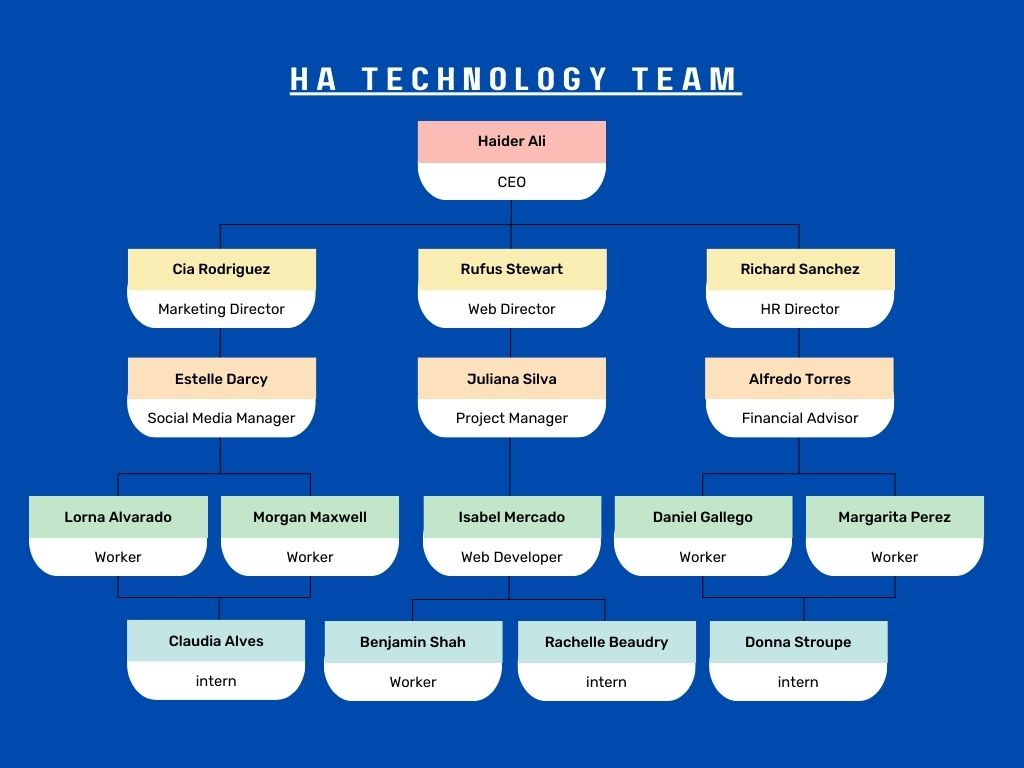 HA TECHNOLOGY TEAM
Haider Ali
CEO
Cia Rodriguez
Marketing Director
Rufus Stewart
Web Director
Richard Sanchez
HR Director
Estelle Darcy
Social Media Manager
Juliana Silva
Project Manager
Alfredo Torres
Financial Advisor
Lorna Alvarado
Worker
Morgan Maxwell
Worker
Isabel Mercado
Web Developer
Daniel Gallego
Worker
Margarita Perez
Worker
Claudia Alves
intern
Benjamin Shah
Worker
Rachelle Beaudry
intern
Donna Stroupe
intern